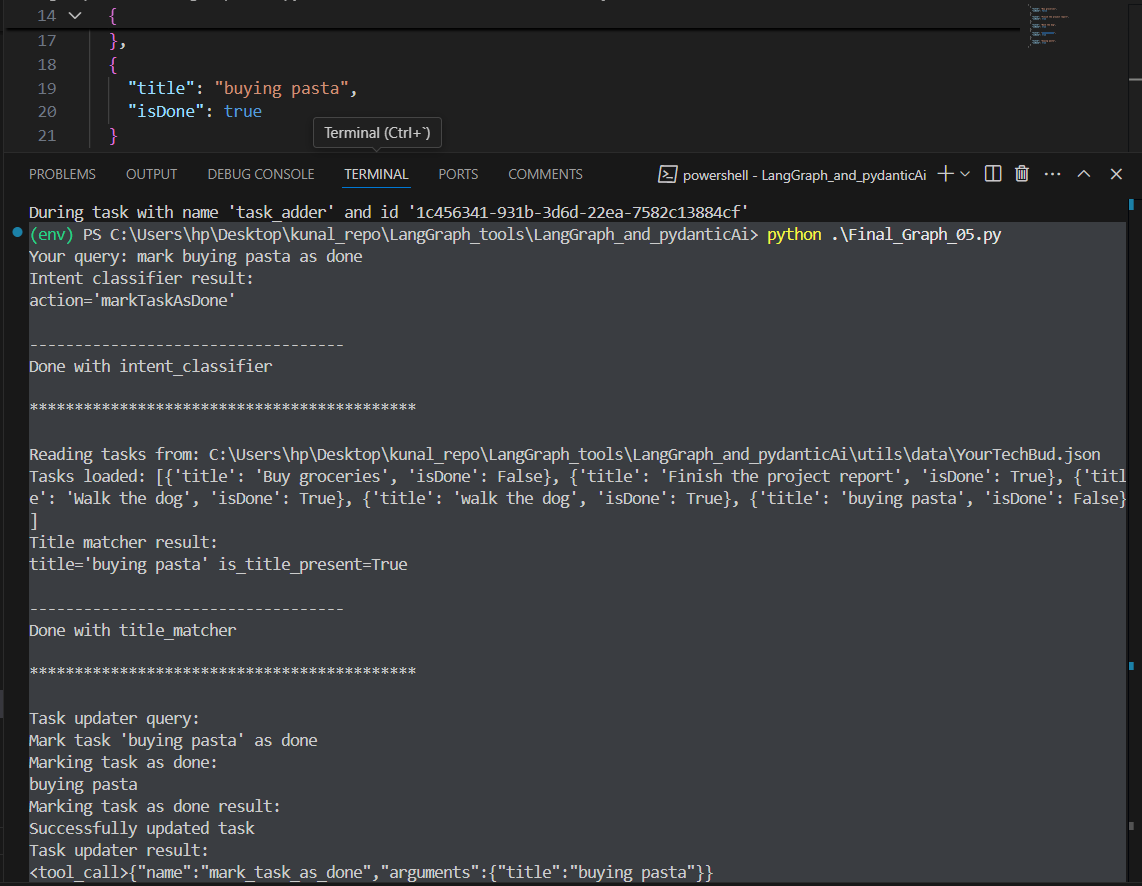 14 {
17 },
18 {
19 "title": "buying pasta",
20 "isDone": true
21 }
Terminal (Ctrl+`)
PROBLEMS OUTPUT DEBUG CONSOLE TERMINAL PORTS COMMENTS powershell - LangGraph_and_pydanticAi
During task with name 'task_adder' and id '1c456341-931b-3d6d-22ea-7582c13884cf'
(env) PS C:\Users\hp\Desktop\kunal_repo\LangGraph_tools\LangGraph_and_pydanticAi> python .\Final_Graph_05.py
Your query: mark buying pasta as done
Intent classifier result:
action='markTaskAsDone'
-----------------------------------
Done with intent_classifier
*******************************************
Reading tasks from: C:\Users\hp\Desktop\kunal_repo\LangGraph_tools\LangGraph_and_pydanticAi\utils\data\YourTechBud.json
Tasks loaded: [{'title': 'Buy groceries', 'isDone': False}, {'title': 'Finish the project report', 'isDone': True}, {'titl
e': 'Walk the dog', 'isDone': True}, {'title': 'walk the dog', 'isDone': True}, {'title': 'buying pasta', 'isDone': False}
]
Title matcher result:
title='buying pasta' is_title_present=True
-----------------------------------
Done with title_matcher
*******************************************
Task updater query:
Mark task 'buying pasta' as done
Marking task as done:
buying pasta
Marking task as done result:
Successfully updated task
Task updater result:
<tool_call>{"name":"mark_task_as_done","arguments":{"title":"buying pasta"}}